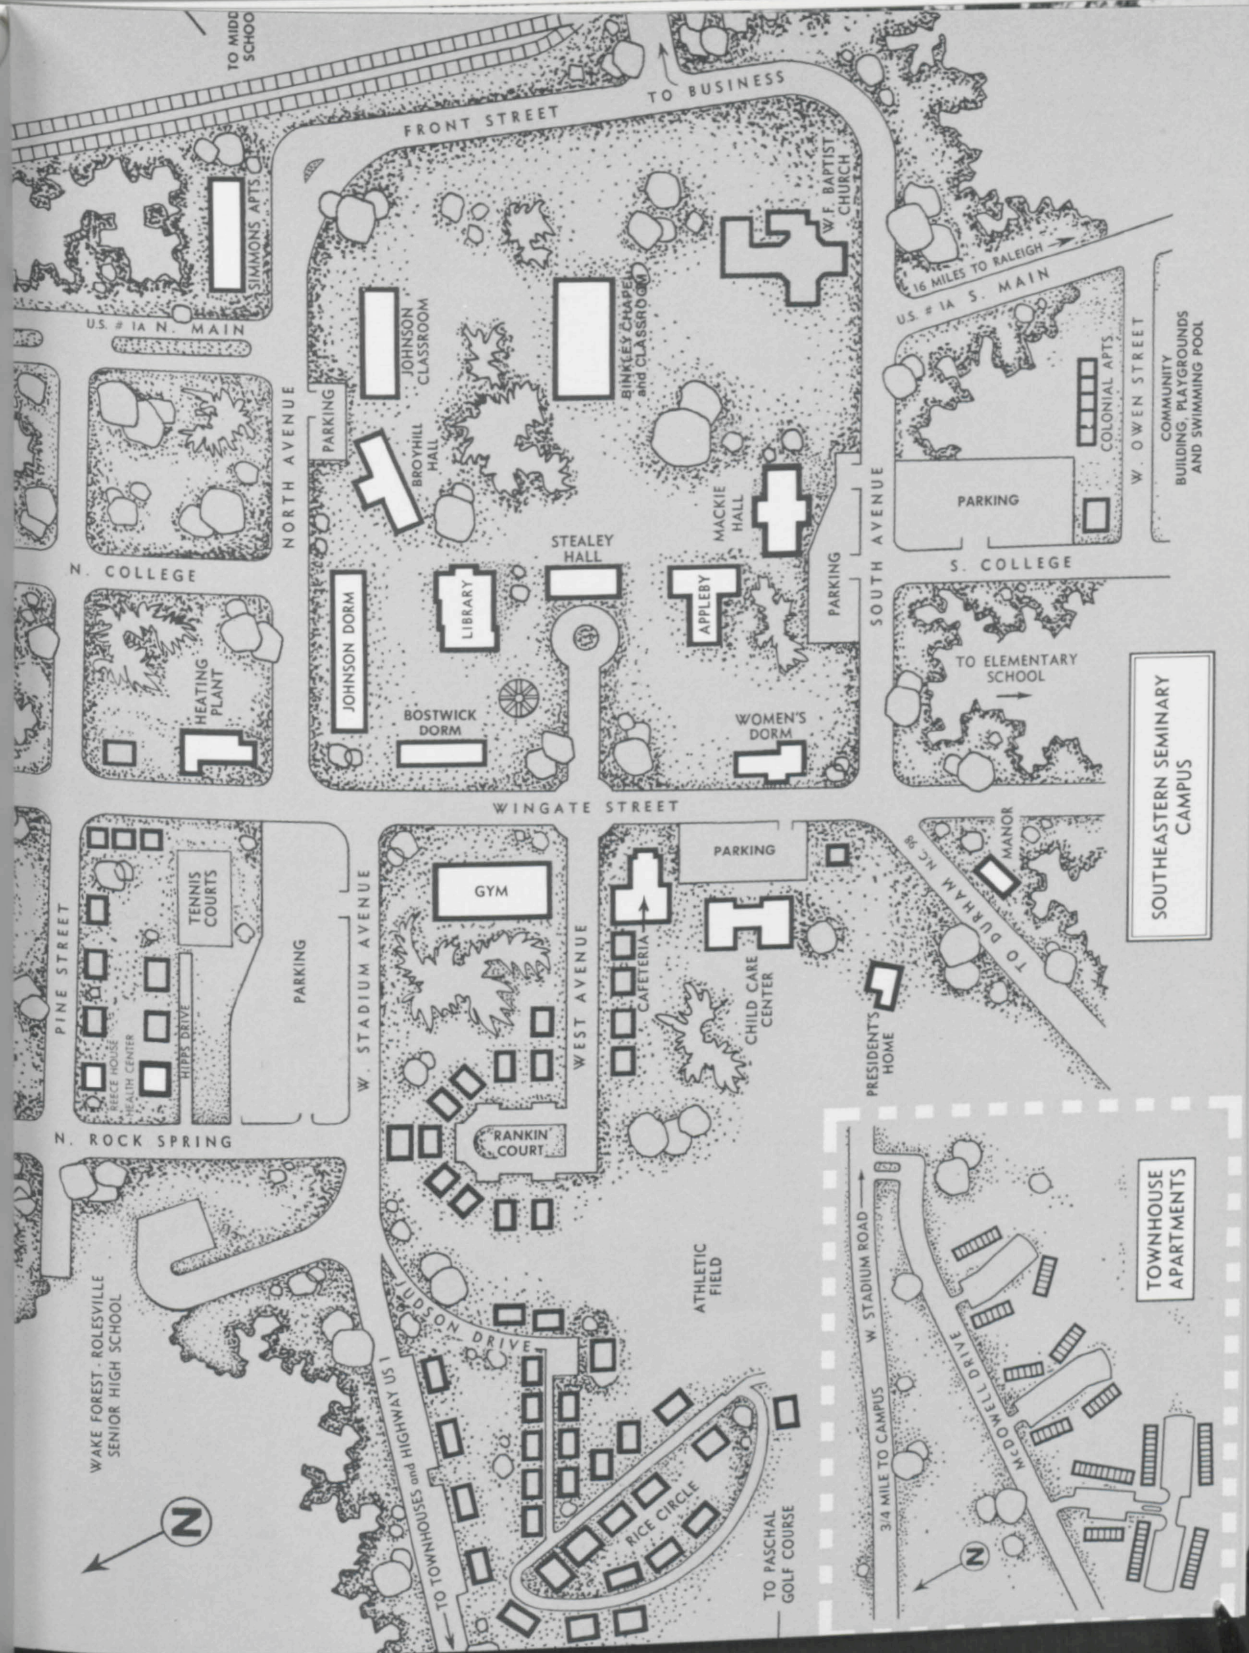 TO MIDD
SCHOO
FRONT STREET
TO BUSINESS
SIMMONS APTS.
U.S. # 1A N. MAIN
NORTH AVENUE
PARKING
JOHNSON
CLASSROOM
BROYHILL
HALL
BINKLEY CHAPEL
and CLASSROOM
W.F. BAPTIST
CHURCH
16 MILES TO RALEIGH
U.S. # 1A S. MAIN
COLONIAL APTS.
W. OWEN STREET
COMMUNITY
BUILDING, PLAYGROUNDS
AND SWIMMING POOL
PARKING
MACKIE
HALL
PARKING
SOUTH AVENUE
S. COLLEGE
N. COLLEGE
STEALEY
HALL
JOHNSON DORM
LIBRARY
APPLEBY
HEATING
PLANT
BOSTWICK
DORM
WOMEN'S
DORM
TO ELEMENTARY
SCHOOL
SOUTHEASTERN SEMINARY
CAMPUS
WINGATE STREET
PINE STREET
TENNIS
COURTS
PARKING
W. STADIUM AVENUE
GYM
WEST AVENUE
CAFETERIA
PARKING
CHILD CARE
CENTER
MANOR
TO DURHAM N.C. 98
PRESIDENT'S
HOME
REECE HOUSE
HEALTH CENTER
HIPPS DRIVE
N. ROCK SPRING
RANKIN
COURT
WAKE FOREST - ROLESVILLE
SENIOR HIGH SCHOOL
JUDSON DRIVE
ATHLETIC
FIELD
TO TOWNHOUSES and HIGHWAY US 1
RICE CIRCLE
TO PASCHAL
GOLF COURSE
N
TOWNHOUSE
APARTMENTS
W. STADIUM ROAD
3/4 MILE TO CAMPUS
MCDOWELL DRIVE
N